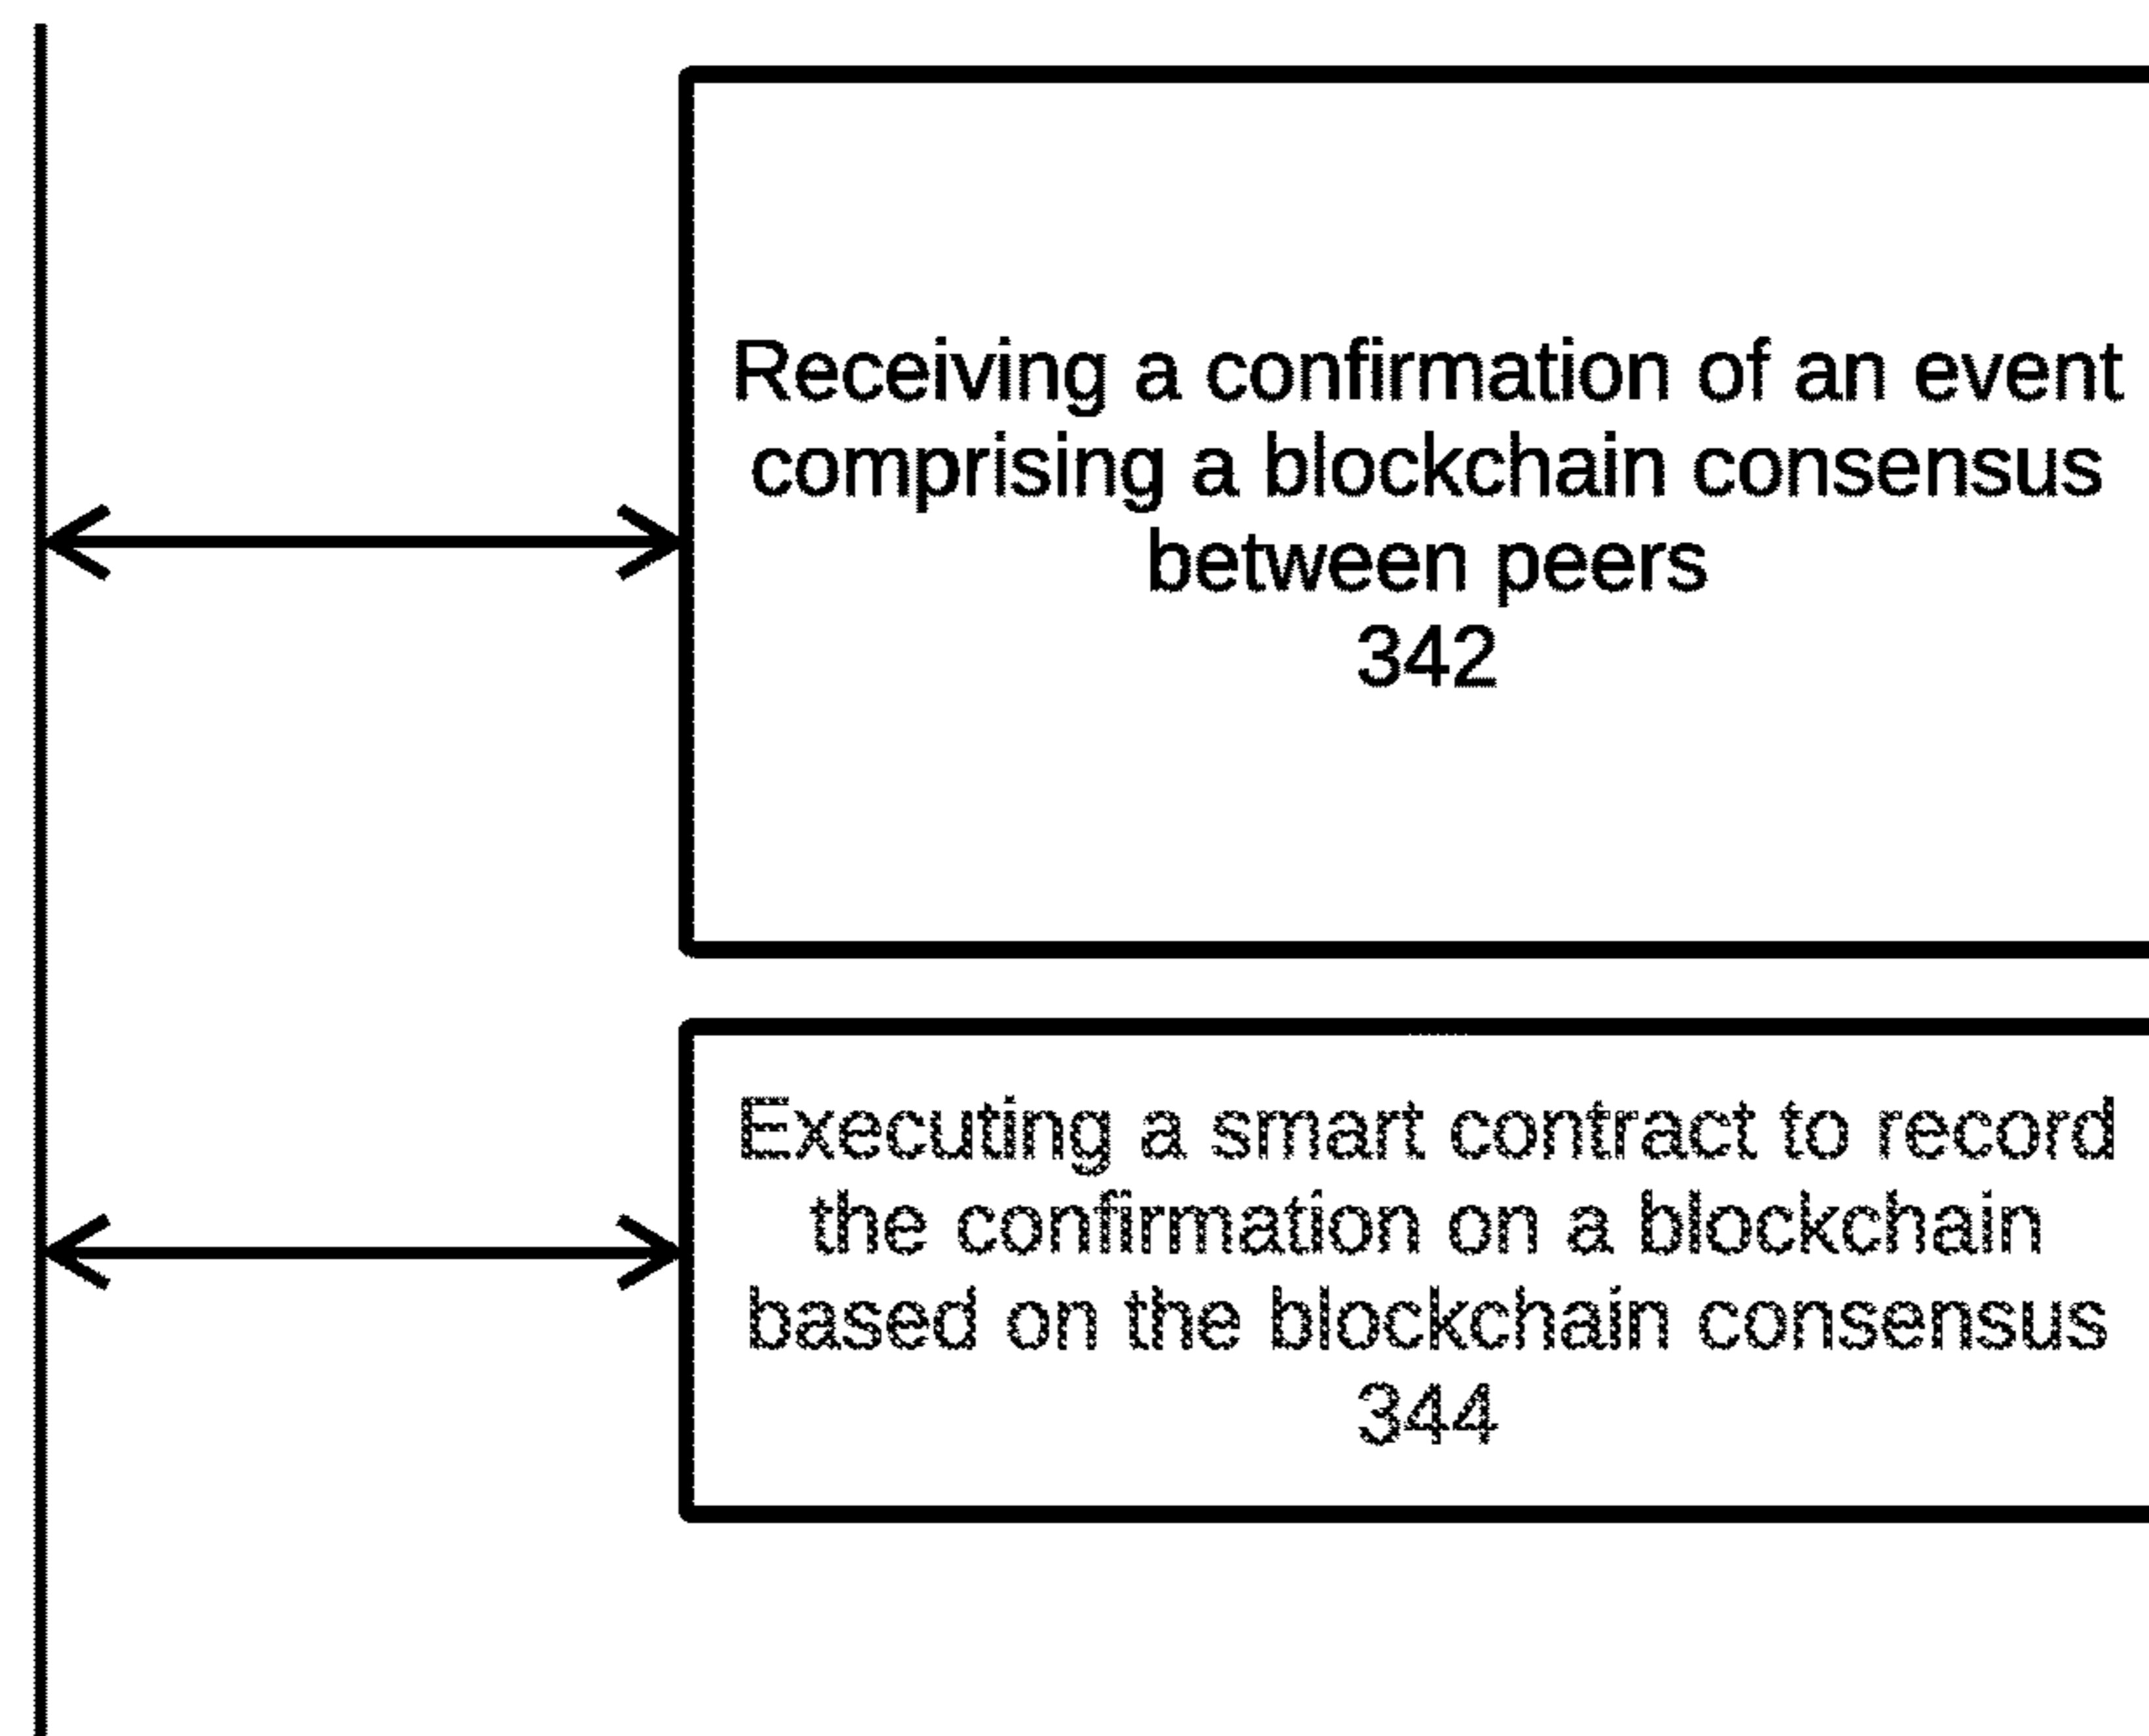 Receiving a confirmation of an event
comprising a blockchain consensus
between peers
342
Executing a smart contract to record
the confirmation on a blockchain
based on the blockchain consensus
344